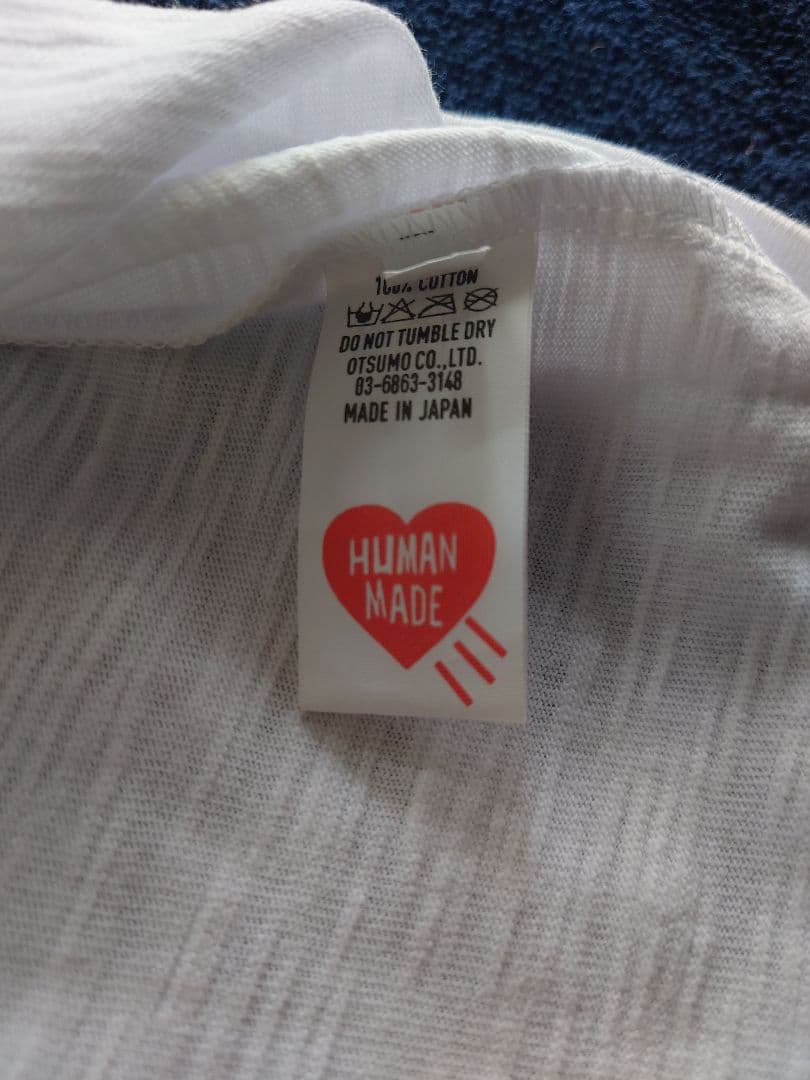 100% COTTON
DO NOT TUMBLE DRY
OTSUMO CO.,LTD.
03-6863-3148
MADE IN JAPAN
HUMAN
MADE